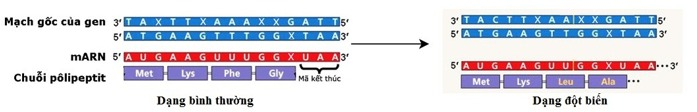 Mạch gốc của gen
3' T A X T T X A A A X X G A T T 5'
5' A T G A A G T T T G G X T A A 3'
mARN
5' A U G A A G U U U G G X U A A 3'
Chuỗi pôlipeptit
Met Lys Phe Gly
Mã kết thúc
Dạng bình thường
3' T A C T T X A A X X G A T T 5'
5' A T G A A G T T G G X T A A 3'
5' A U G A A G U U G G X U A A ... 3'
Met Lys Leu Ala ...
Dạng đột biến